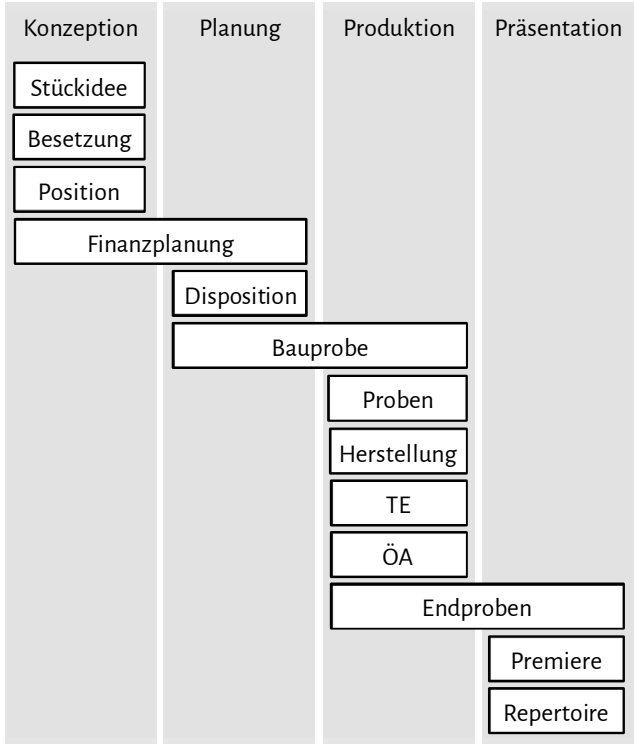 Konzeption Planung Produktion Präsentation
Stückidee
Besetzung
Position
Finanzplanung
Disposition
Bauprobe
Proben
Herstellung
TE
ÖA
Endproben
Premiere
Repertoire